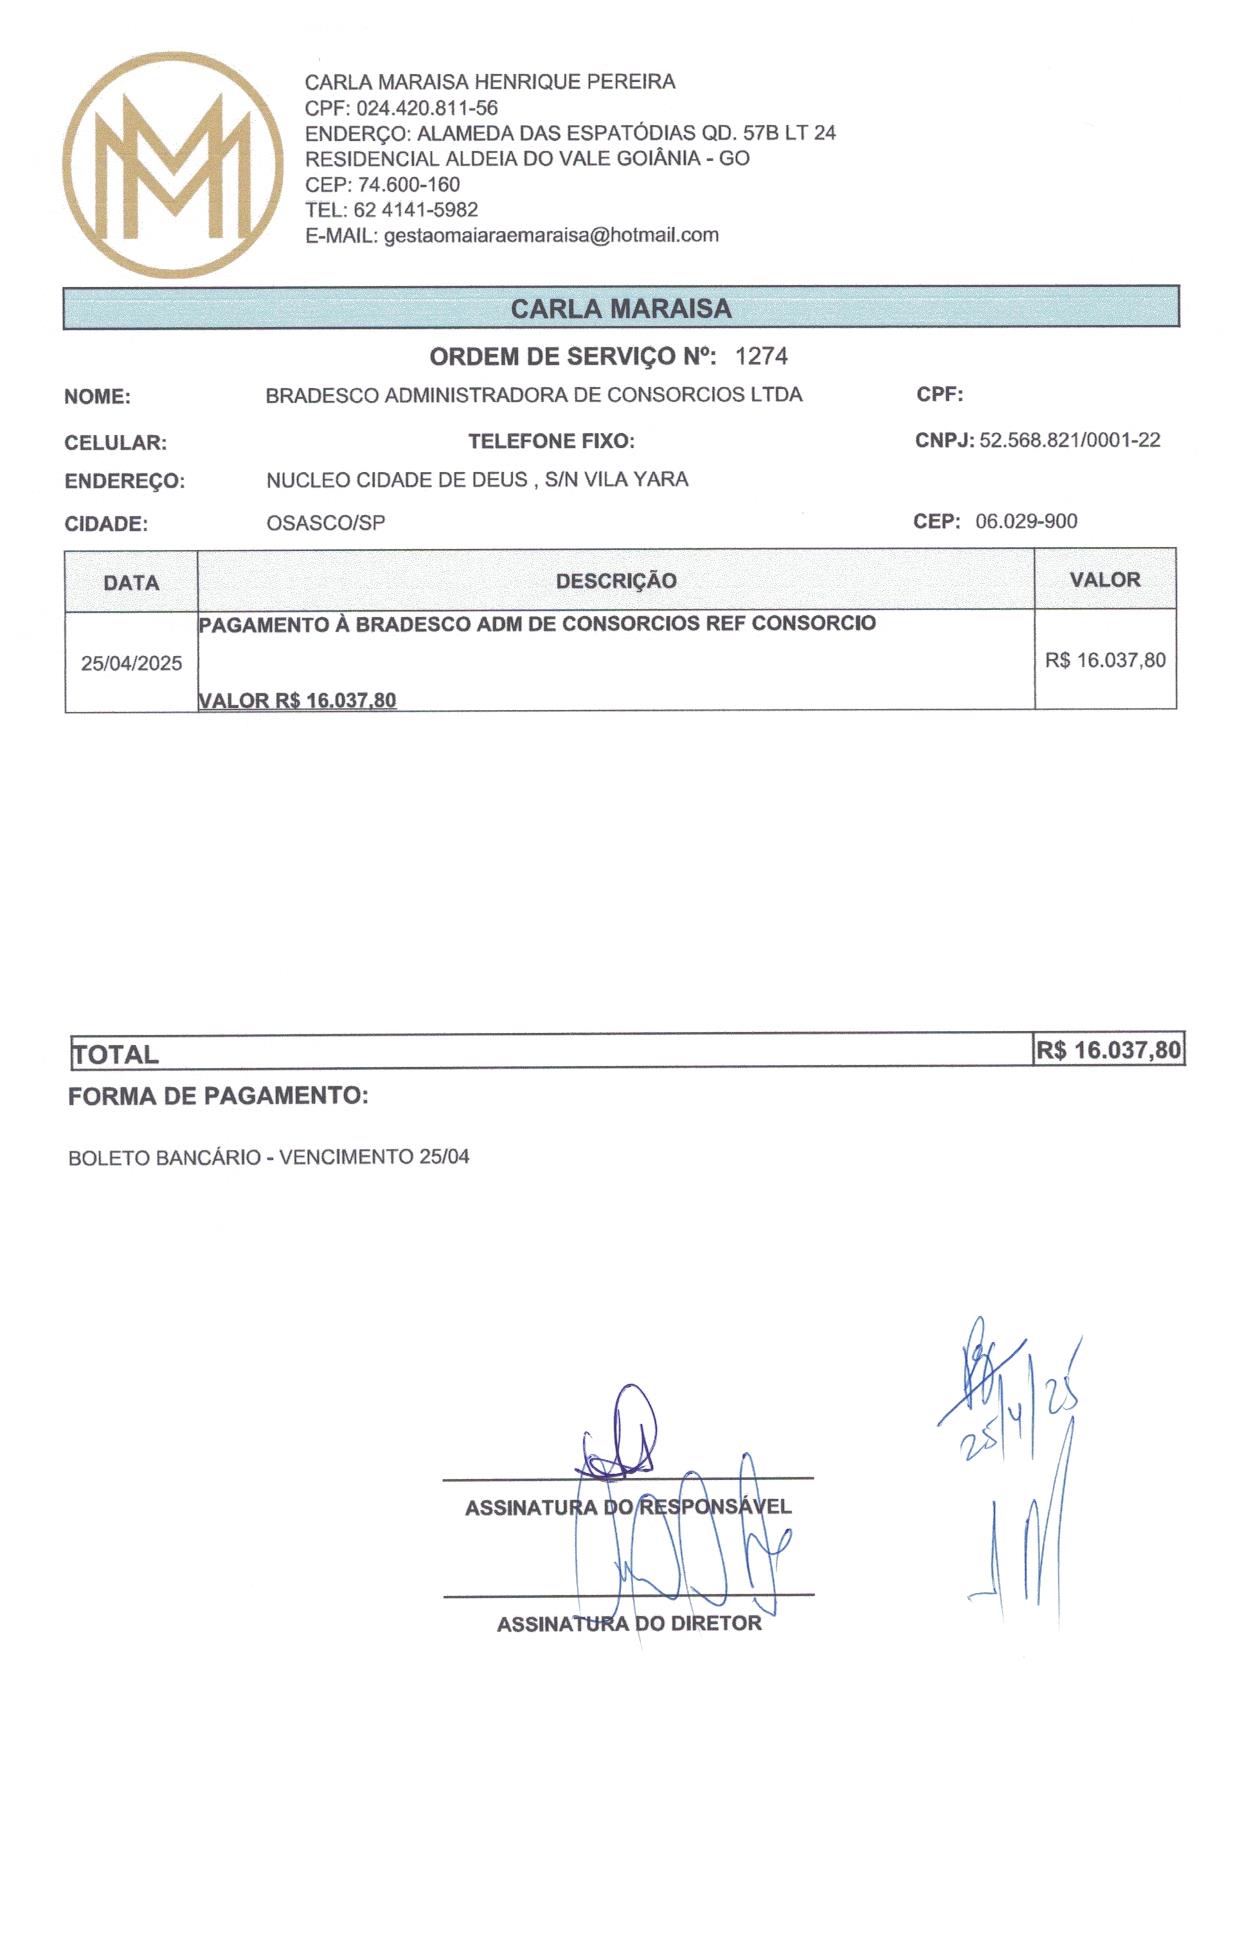 CARLA MARAISA HENRIQUE PEREIRA
CPF: 024.420.811-56
ENDERÇO: ALAMEDA DAS ESPATÓDIAS QD. 57B LT 24
RESIDENCIAL ALDEIA DO VALE GOIÂNIA - GO
CEP: 74.600-160
TEL: 62 4141-5982
E-MAIL: gestaomaiaraemaraisa@hotmail.com
CARLA MARAISA
ORDEM DE SERVIÇO Nº: 1274
NOME: BRADESCO ADMINISTRADORA DE CONSORCIOS LTDA CPF:
CELULAR: TELEFONE FIXO: CNPJ: 52.568.821/0001-22
ENDEREÇO: NUCLEO CIDADE DE DEUS , S/N VILA YARA
CIDADE: OSASCO/SP CEP: 06.029-900
DATA DESCRIÇÃO VALOR
PAGAMENTO À BRADESCO ADM DE CONSORCIOS REF CONSORCIO
25/04/2025 R$ 16.037,80
VALOR R$ 16.037,80
TOTAL R$ 16.037,80
FORMA DE PAGAMENTO:
BOLETO BANCÁRIO - VENCIMENTO 25/04
25/4/25
ASSINATURA DO RESPONSÁVEL
ASSINATURA DO DIRETOR